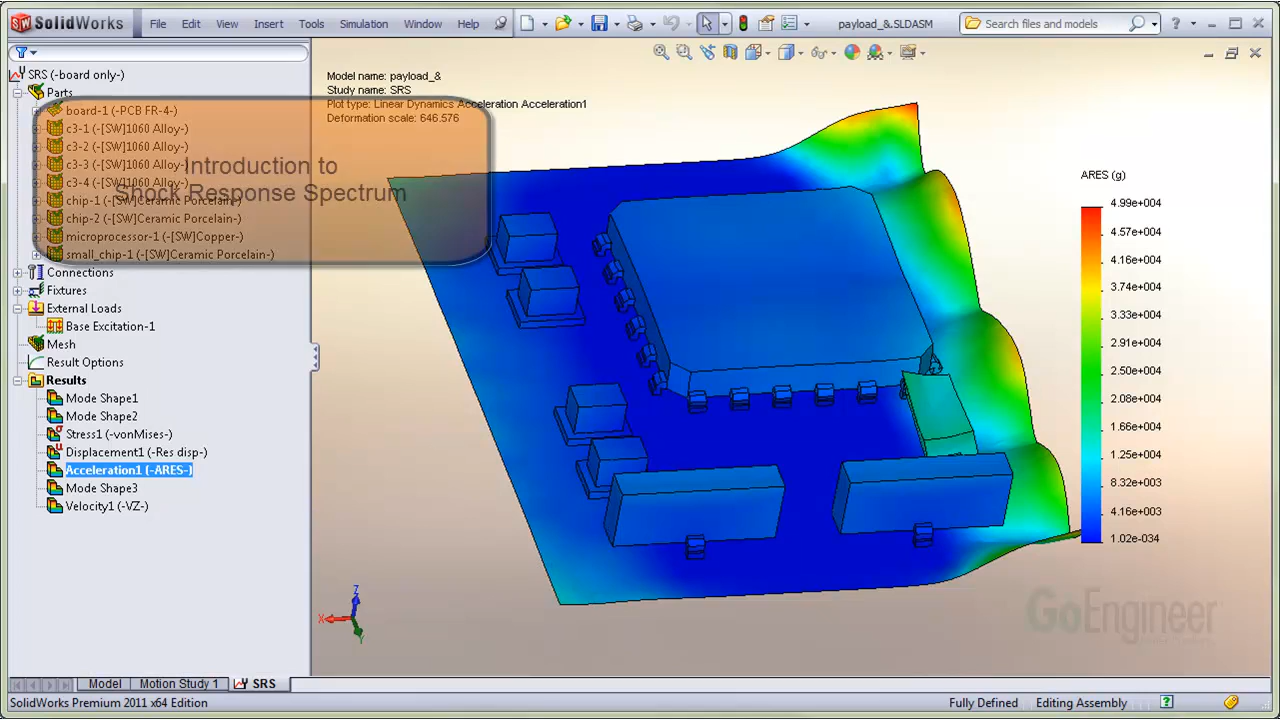 SolidWorks
File Edit View Insert Tools Simulation Window Help
payload_&.SLDASM
Search files and models
SRS (-board only-)
Parts
board-1 (-PCB FR-4-)
c3-1 (-[SW]1060 Alloy-)
c3-2 (-[SW]1060 Alloy-)
c3-3 (-[SW]1060 Alloy-)
c3-4 (-[SW]1060 Alloy-)
chip-1 (-[SW]Ceramic Porcelain-)
chip-2 (-[SW]Ceramic Porcelain-)
microprocessor-1 (-[SW]Copper-)
small_chip-1 (-[SW]Ceramic Porcelain-)
Connections
Fixtures
External Loads
Base Excitation-1
Mesh
Result Options
Results
Mode Shape1
Mode Shape2
Stress1 (-vonMises-)
Displacement1 (-Res disp-)
Acceleration1 (-ARES-)
Mode Shape3
Velocity1 (-VZ-)
Introduction to
Shock Response Spectrum
Model name: payload_&
Study name: SRS
Plot type: Linear Dynamics Acceleration Acceleration1
Deformation scale: 646.576
ARES (g)
4.99e+004
4.57e+004
4.16e+004
3.74e+004
3.33e+004
2.91e+004
2.49e+004
2.08e+004
1.66e+004
1.25e+004
8.32e+003
4.16e+003
1.02e-034
Z
X
Y
GoEngineer
Model Motion Study 1 SRS
SolidWorks Premium 2011 x64 Edition
Fully Defined Editing Assembly